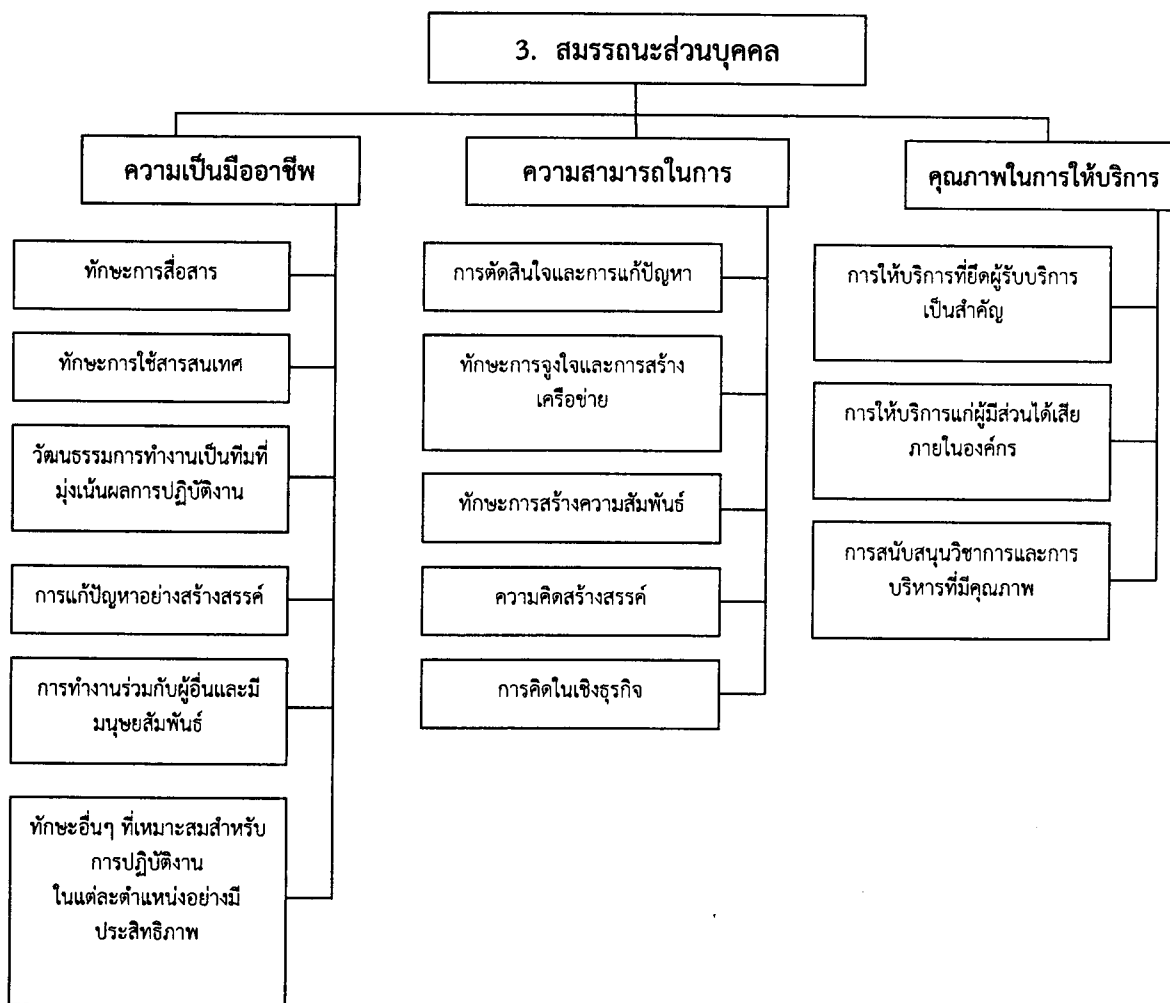 3. สมรรถนะส่วนบุคคล
ความเป็นมืออาชีพ
ทักษะการสื่อสาร
ทักษะการใช้สารสนเทศ
วัฒนธรรมการทำงานเป็นทีมที่
มุ่งเน้นผลการปฏิบัติงาน
การแก้ปัญหาอย่างสร้างสรรค์
การทำงานร่วมกับผู้อื่นและมี
มนุษยสัมพันธ์
ทักษะอื่นๆ ที่เหมาะสมสำหรับ
การปฏิบัติงาน
ในแต่ละตำแหน่งอย่างมี
ประสิทธิภาพ
ความสามารถในการ
การตัดสินใจและการแก้ปัญหา
ทักษะการจูงใจและการสร้าง
เครือข่าย
ทักษะการสร้างความสัมพันธ์
ความคิดสร้างสรรค์
การคิดในเชิงธุรกิจ
คุณภาพในการให้บริการ
การให้บริการที่ยึดผู้รับบริการ
เป็นสำคัญ
การให้บริการแก่ผู้มีส่วนได้เสีย
ภายในองค์กร
การสนับสนุนวิชาการและการ
บริหารที่มีคุณภาพ